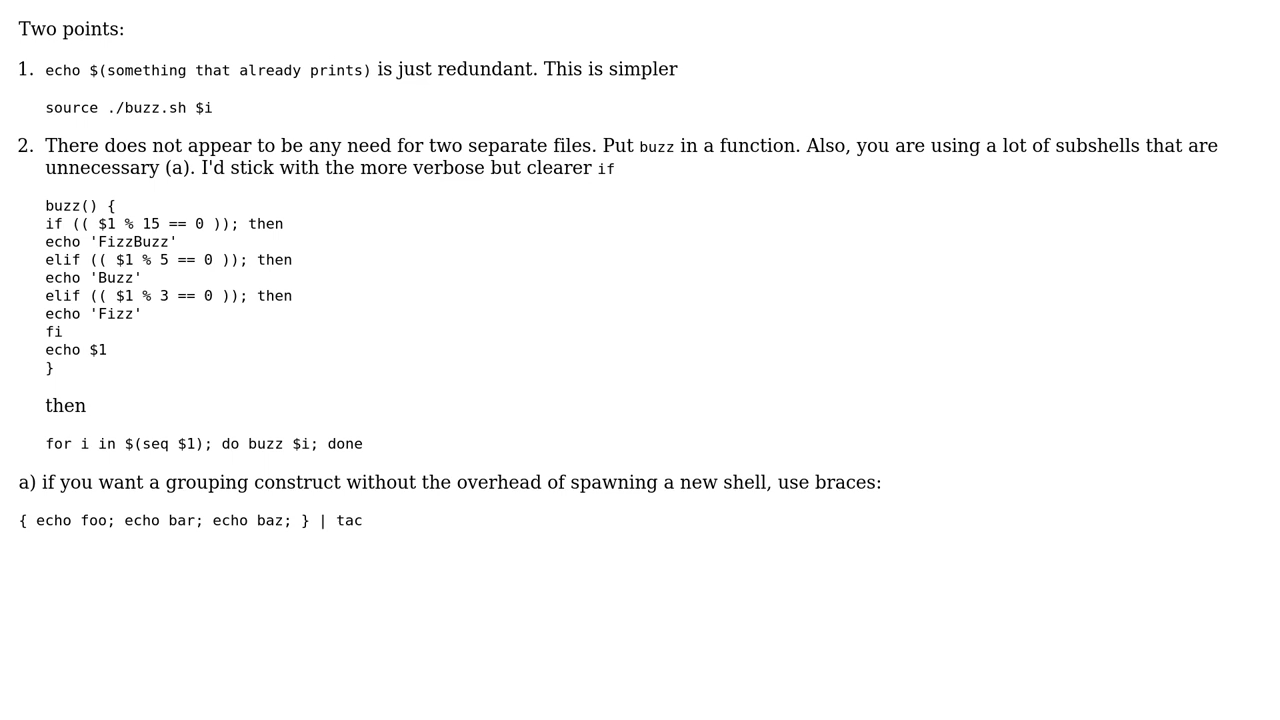 Two points:
1. echo $(something that already prints) is just redundant. This is simpler
source ./buzz.sh $i
2. There does not appear to be any need for two separate files. Put buzz in a function. Also, you are using a lot of subshells that are
unnecessary (a). I'd stick with the more verbose but clearer if
buzz() {
if (( $1 % 15 == 0 )); then
echo 'FizzBuzz'
elif (( $1 % 5 == 0 )); then
echo 'Buzz'
elif (( $1 % 3 == 0 )); then
echo 'Fizz'
fi
echo $1
}
then
for i in $(seq $1); do buzz $i; done
a) if you want a grouping construct without the overhead of spawning a new shell, use braces:
{ echo foo; echo bar; echo baz; } | tac